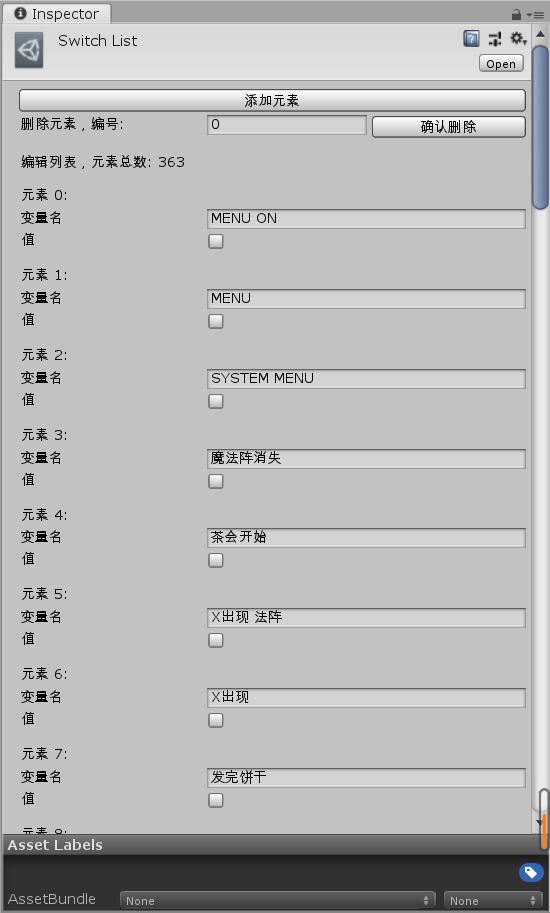 Inspector
Switch List
Open
添加元素
删除元素，编号: 0 确认删除
编辑列表，元素总数: 363
元素 0:
变量名 MENU ON
值
元素 1:
变量名 MENU
值
元素 2:
变量名 SYSTEM MENU
值
元素 3:
变量名 魔法阵消失
值
元素 4:
变量名 茶会开始
值
元素 5:
变量名 X出现 法阵
值
元素 6:
变量名 X出现
值
元素 7:
变量名 发完饼干
值
元素 8:
Asset Labels
AssetBundle None None